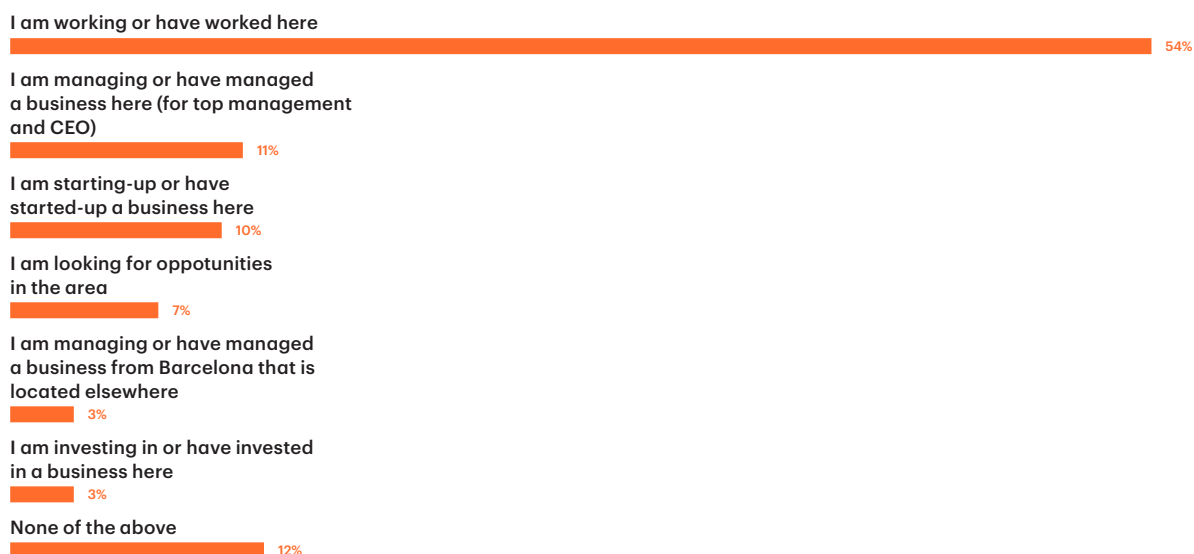 I am working or have worked here
54%
I am managing or have managed
a business here (for top management
and CEO)
11%
I am starting-up or have
started-up a business here
10%
I am looking for oppotunities
in the area
7%
I am managing or have managed
a business from Barcelona that is
located elsewhere
3%
I am investing in or have invested
in a business here
3%
None of the above
12%